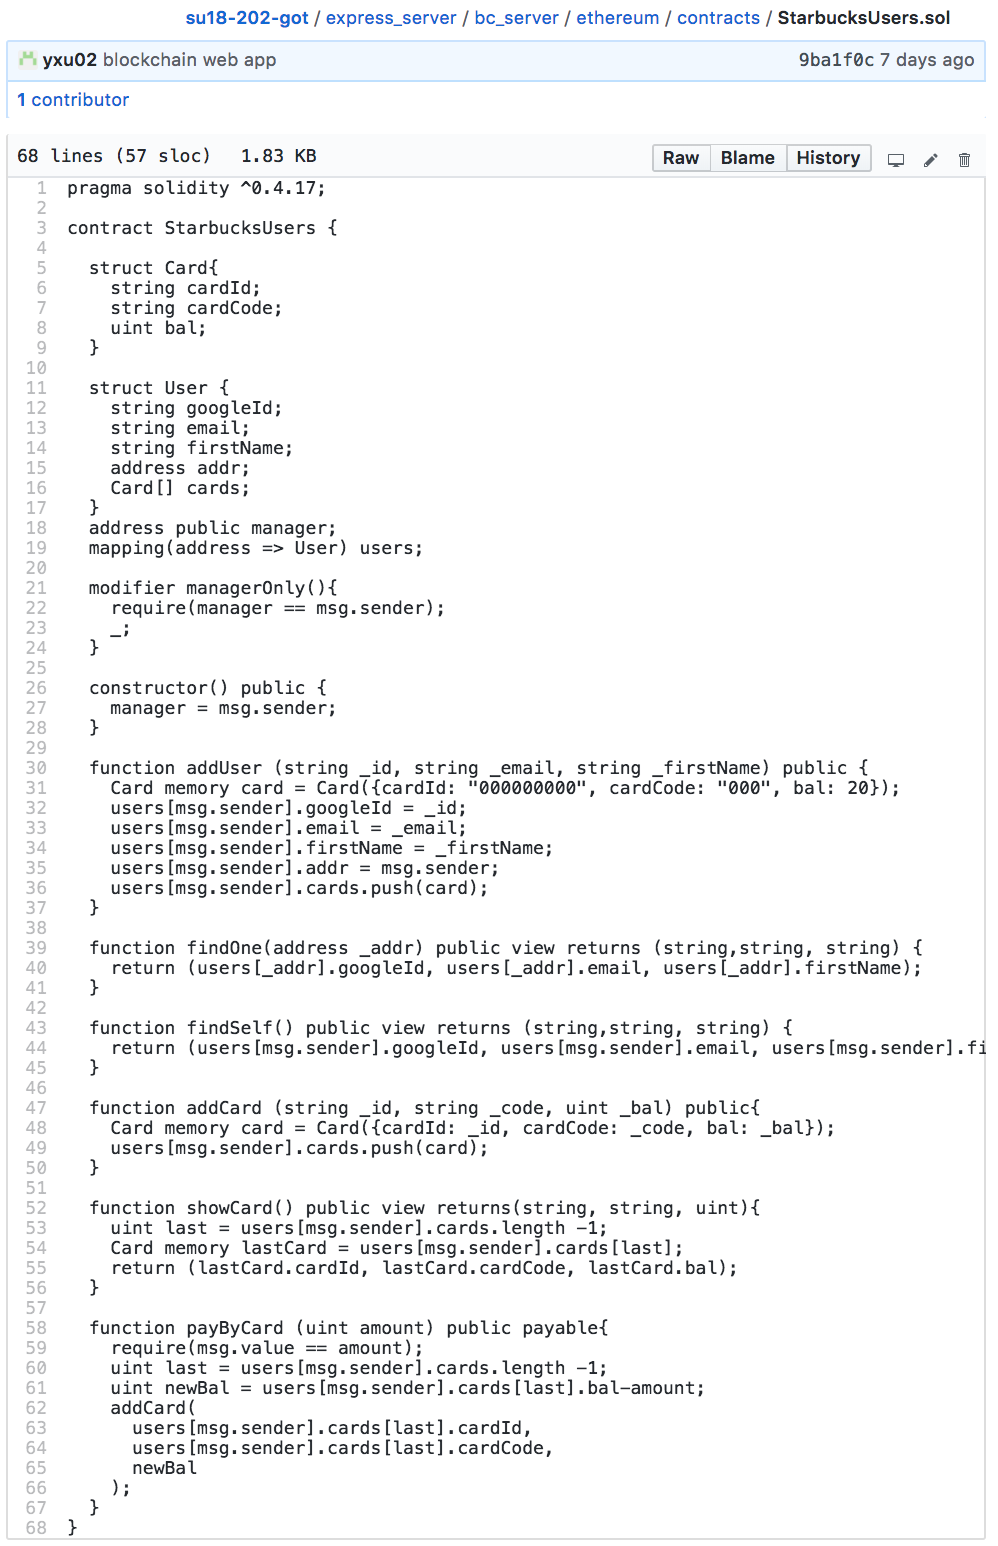 su18-202-got / express_server / bc_server / ethereum / contracts / StarbucksUsers.sol
yxu02 blockchain web app 9ba1f0c 7 days ago
1 contributor
68 lines (57 sloc) 1.83 KB Raw Blame History
1 pragma solidity ^0.4.17;
2
3 contract StarbucksUsers {
4
5   struct Card{
6     string cardId;
7     string cardCode;
8     uint bal;
9   }
10
11   struct User {
12     string googleId;
13     string email;
14     string firstName;
15     address addr;
16     Card[] cards;
17   }
18   address public manager;
19   mapping(address => User) users;
20
21   modifier managerOnly(){
22     require(manager == msg.sender);
23     _;
24   }
25
26   constructor() public {
27     manager = msg.sender;
28   }
29
30   function addUser (string _id, string _email, string _firstName) public {
31     Card memory card = Card({cardId: "000000000", cardCode: "000", bal: 20});
32     users[msg.sender].googleId = _id;
33     users[msg.sender].email = _email;
34     users[msg.sender].firstName = _firstName;
35     users[msg.sender].addr = msg.sender;
36     users[msg.sender].cards.push(card);
37   }
38
39   function findOne(address _addr) public view returns (string,string, string) {
40     return (users[_addr].googleId, users[_addr].email, users[_addr].firstName);
41   }
42
43   function findSelf() public view returns (string,string, string) {
44     return (users[msg.sender].googleId, users[msg.sender].email, users[msg.sender].fi
45   }
46
47   function addCard (string _id, string _code, uint _bal) public{
48     Card memory card = Card({cardId: _id, cardCode: _code, bal: _bal});
49     users[msg.sender].cards.push(card);
50   }
51
52   function showCard() public view returns(string, string, uint){
53     uint last = users[msg.sender].cards.length -1;
54     Card memory lastCard = users[msg.sender].cards[last];
55     return (lastCard.cardId, lastCard.cardCode, lastCard.bal);
56   }
57
58   function payByCard (uint amount) public payable{
59     require(msg.value == amount);
60     uint last = users[msg.sender].cards.length -1;
61     uint newBal = users[msg.sender].cards[last].bal-amount;
62     addCard(
63       users[msg.sender].cards[last].cardId,
64       users[msg.sender].cards[last].cardCode,
65       newBal
66     );
67   }
68 }